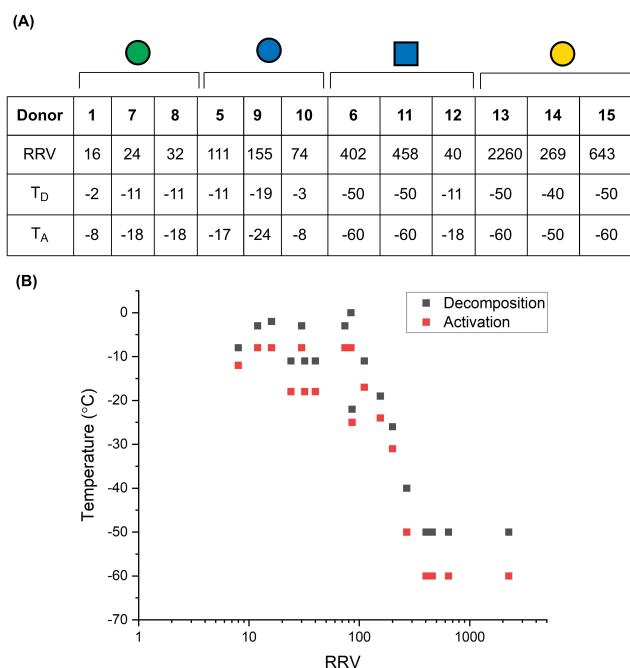 (A)
Donor 1 7 8 5 9 10 6 11 12 13 14 15
RRV 16 24 32 111 155 74 402 458 40 2260 269 643
TD -2 -11 -11 -11 -19 -3 -50 -50 -11 -50 -40 -50
TA -8 -18 -18 -17 -24 -8 -60 -60 -18 -60 -50 -60
(B)
Decomposition
Activation
0
-10
-20
-30
-40
-50
-60
-70
Temperature (°C)
1 10 100 1000
RRV